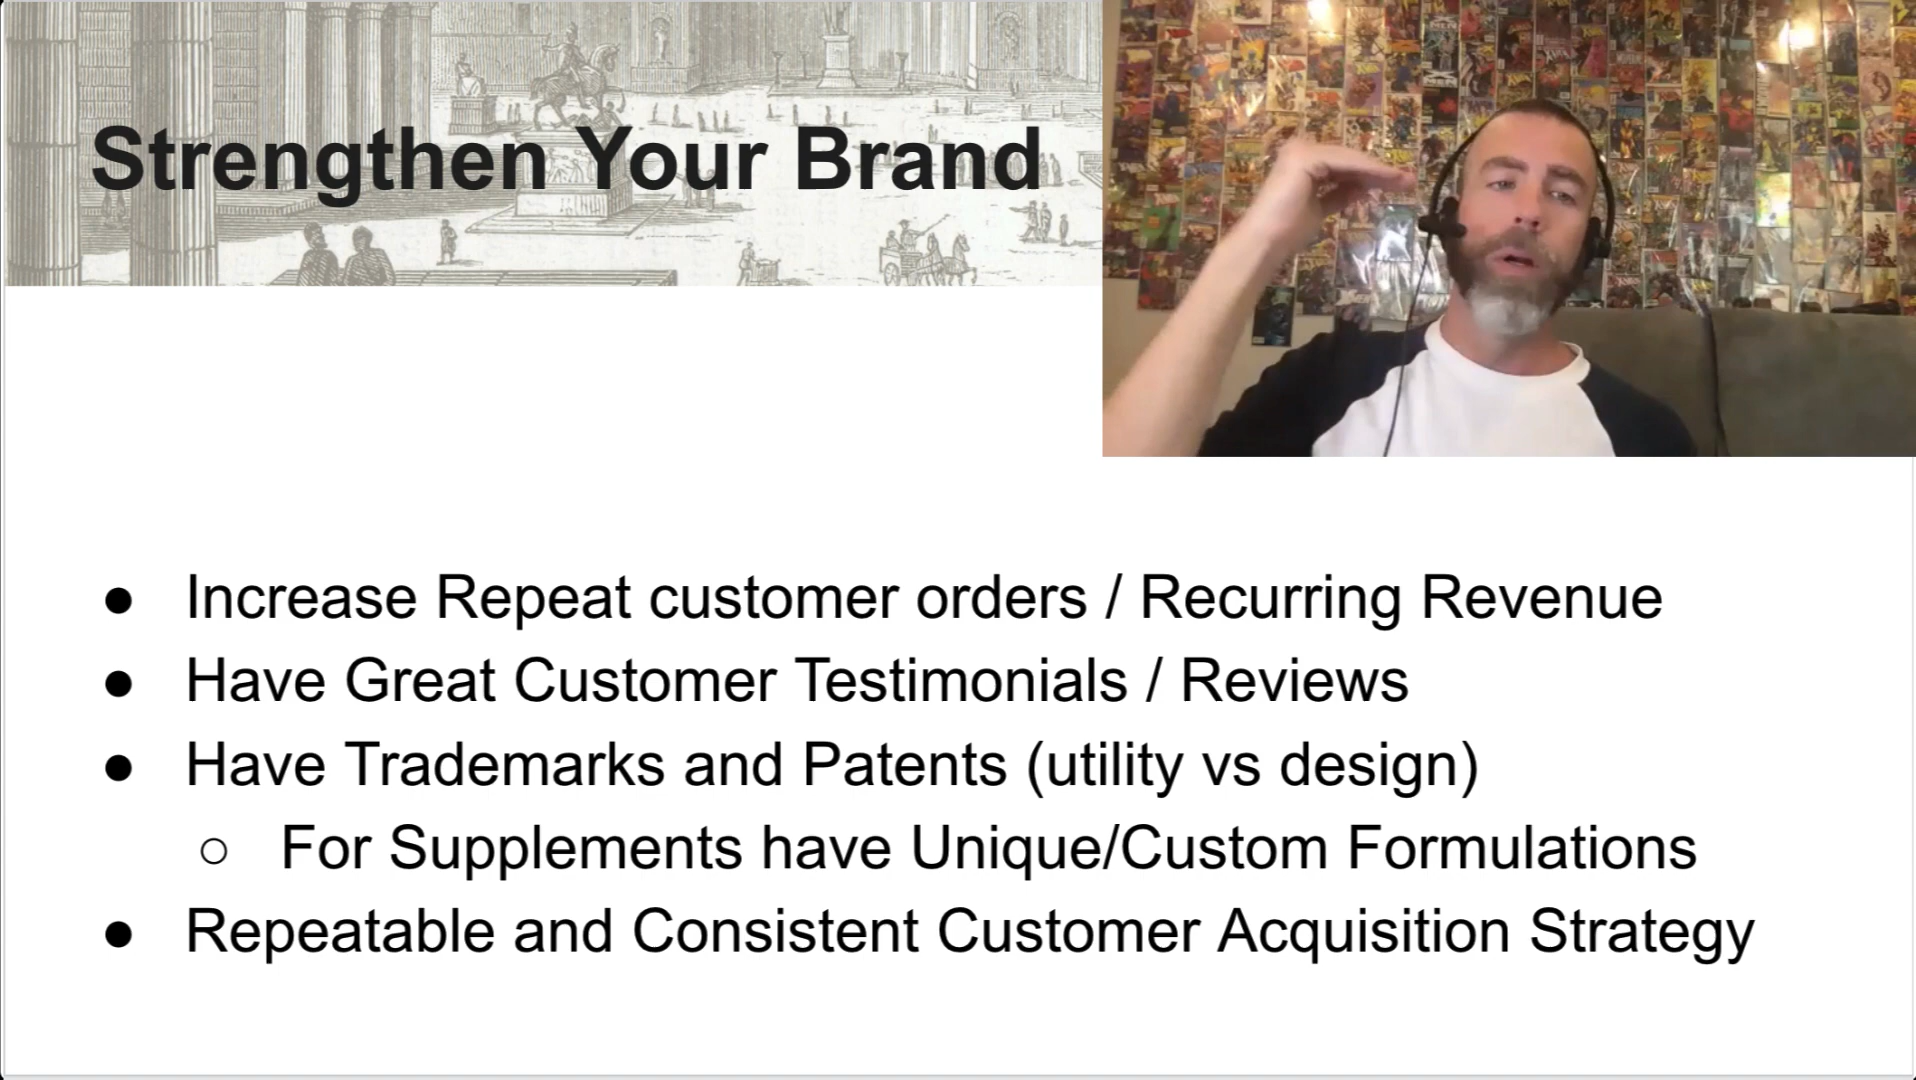 Strengthen Your Brand
● Increase Repeat customer orders / Recurring Revenue
● Have Great Customer Testimonials / Reviews
● Have Trademarks and Patents (utility vs design)
○ For Supplements have Unique/Custom Formulations
● Repeatable and Consistent Customer Acquisition Strategy